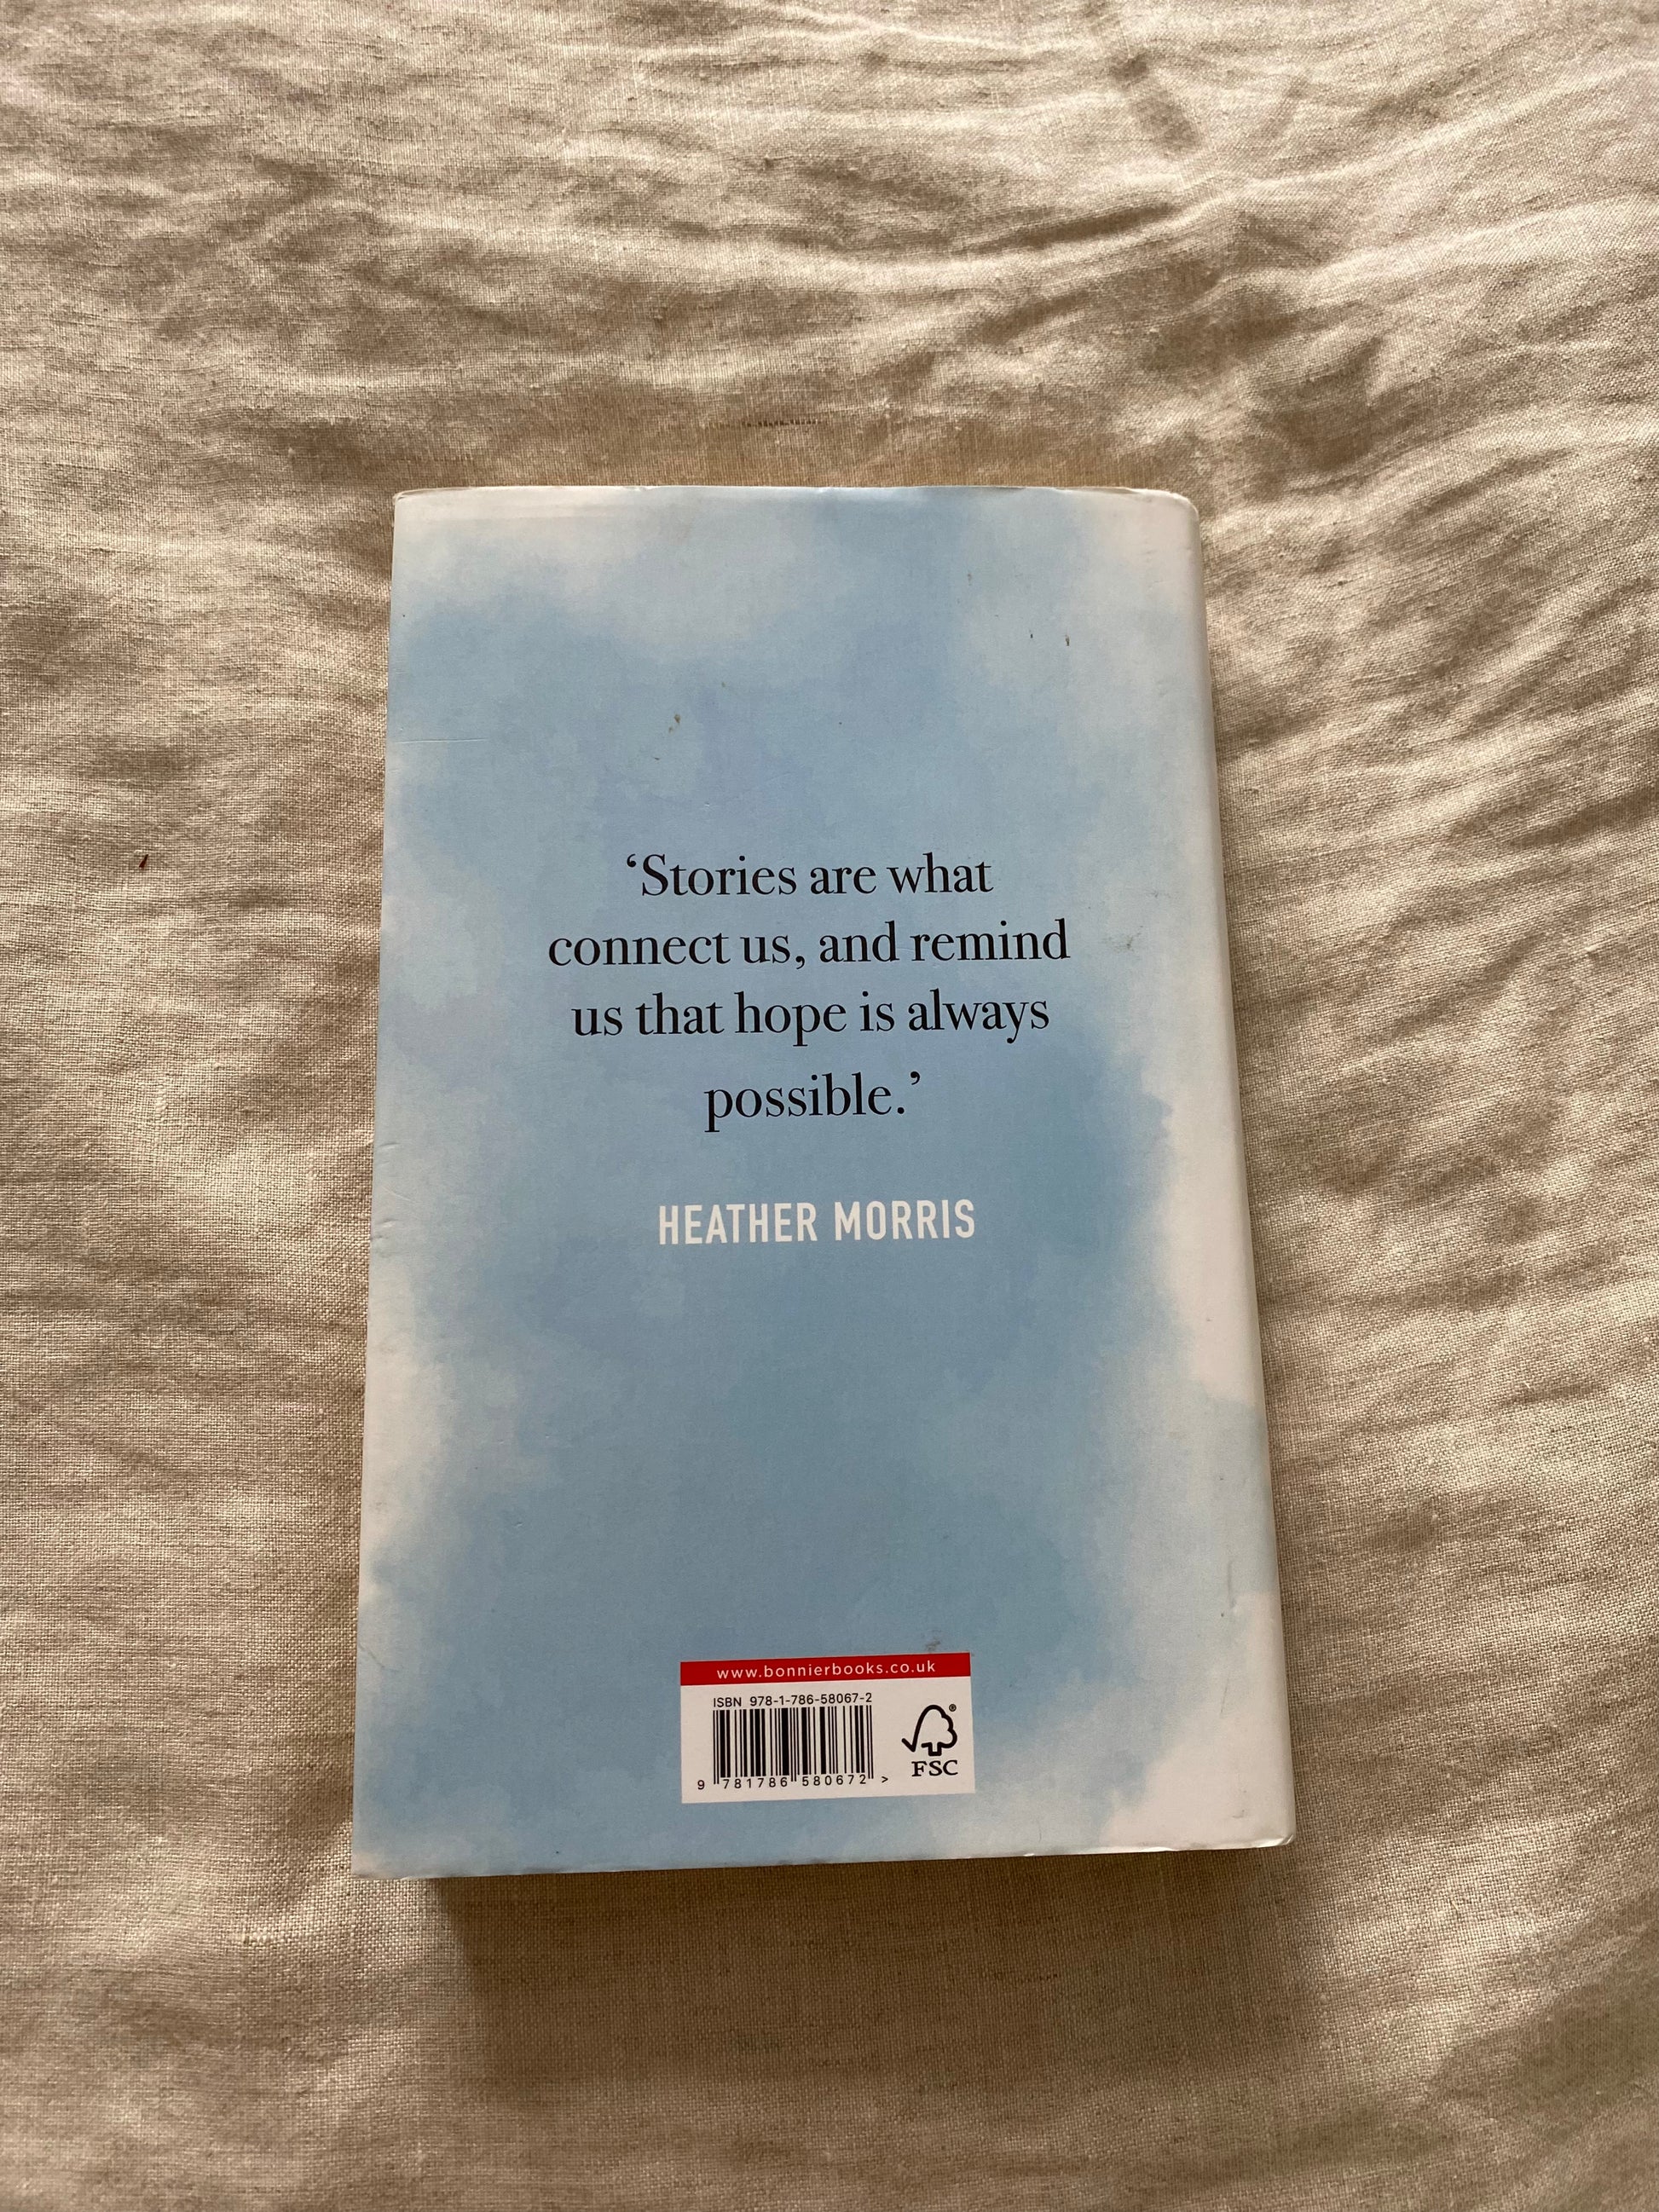 ‘Stories are what
connect us, and remind
us that hope is always
possible.’
HEATHER MORRIS
www.bonnierbooks.co.uk
ISBN 978-1-786-58067-2
9 781786 580672 >
®
FSC